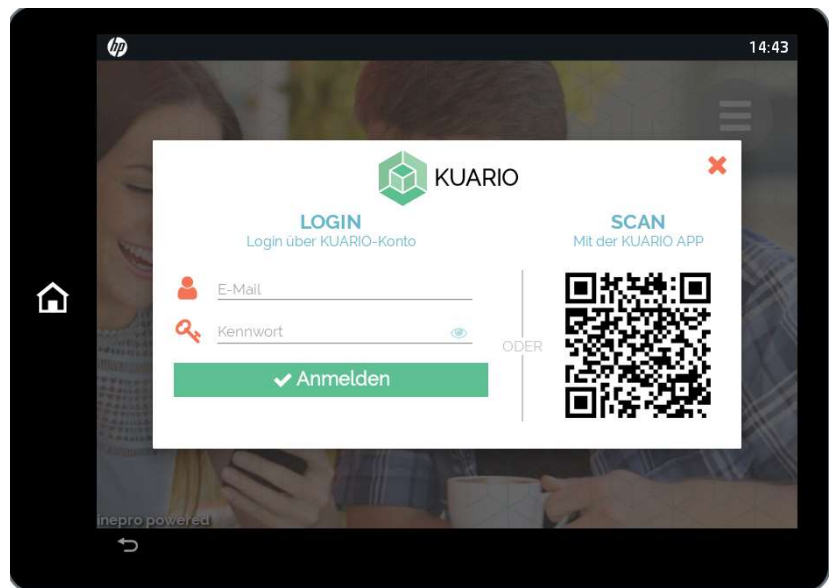 hp
14:43
KUARIO
LOGIN
Login über KUARIO-Konto
E-Mail
Kennwort
Anmelden
ODER
SCAN
Mit der KUARIO APP
inepro powered